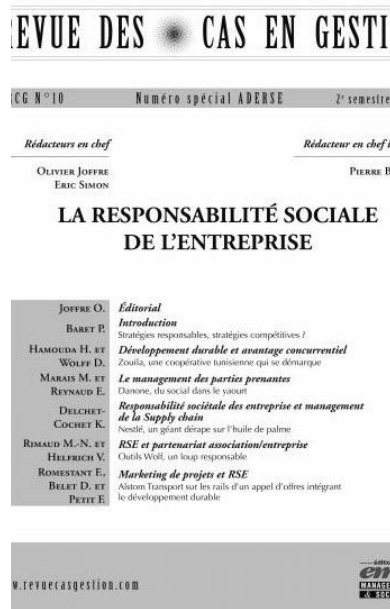 REVUE DES CAS EN GESTI
CG N°10 Numéro spécial ADERSE 2e semestre
Rédacteurs en chef
Rédacteur en chef i
OLIVIER JOFFRE
ERIC SIMON
PIERRE B
LA RESPONSABILITÉ SOCIALE
DE L'ENTREPRISE
JOFFRE O. Éditorial
BARET P. Introduction
Stratégies responsables, stratégies compétitives ?
HAMOUDA H. ET Développement durable et avantage concurrentiel
WOLFF D. Zouila, une coopérative tunisienne qui se démarque
MARAIS M. ET Le management des parties prenantes
REYNAUD E. Danone, du social dans le yaourt
DELCHET-COCHET K. Responsabilité sociétale des entreprise et management
de la Supply chain
Nestlé, un géant dérape sur l'huile de palme
RIMAUD M.-N. ET RSE et partenariat association/entreprise
HELFRICH V. Outils Wolf, un loup responsable
ROMESTANT F., Marketing de projets et RSE
BELET D. ET Alstom Transport sur les rails d'un appel d'offres intégrant
PETIT F. le développement durable
w.revuecasgestion.com
em
MANAGE
& SOC